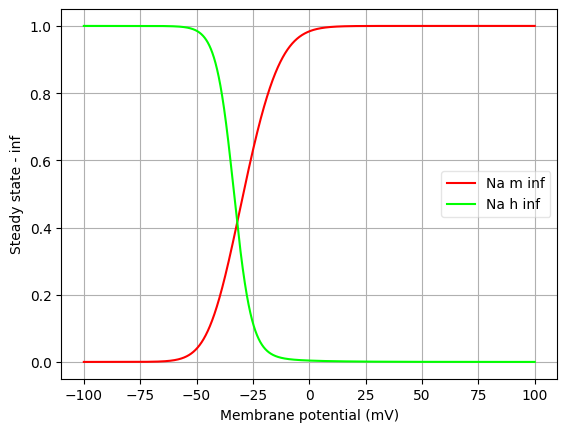 1.0
0.8
0.6
0.4
0.2
0.0
Steady state - inf
Na m inf
Na h inf
−100 −75 −50 −25 0 25 50 75 100
Membrane potential (mV)